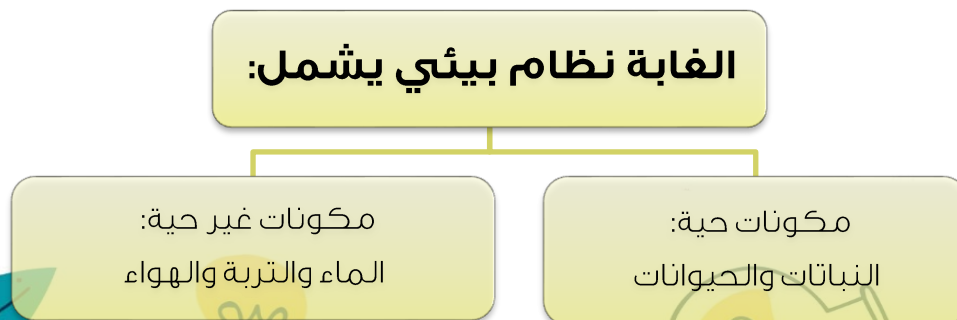 الغابة نظام بيئي يشمل:
مكونات حية:
النباتات والحيوانات
مكونات غير حية:
الماء والتربة والهواء